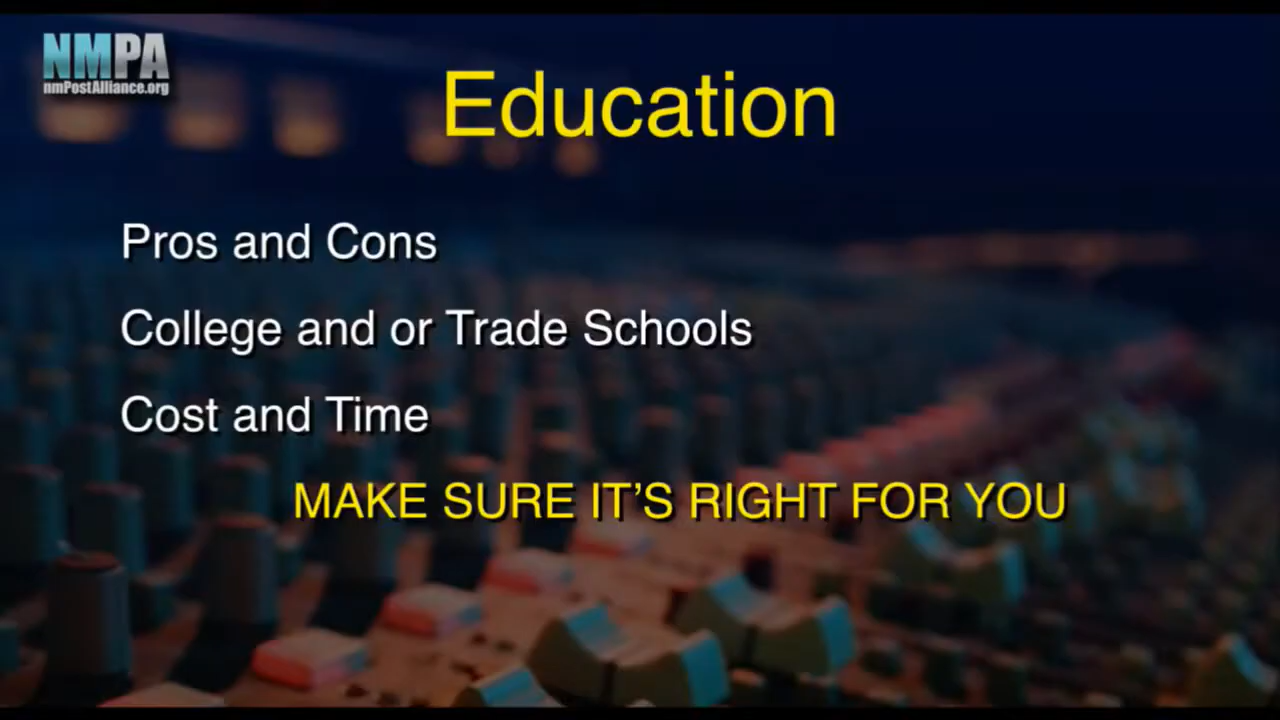 NMPA
nmPostAlliance.org
Education
Pros and Cons
College and or Trade Schools
Cost and Time
MAKE SURE IT’S RIGHT FOR YOU